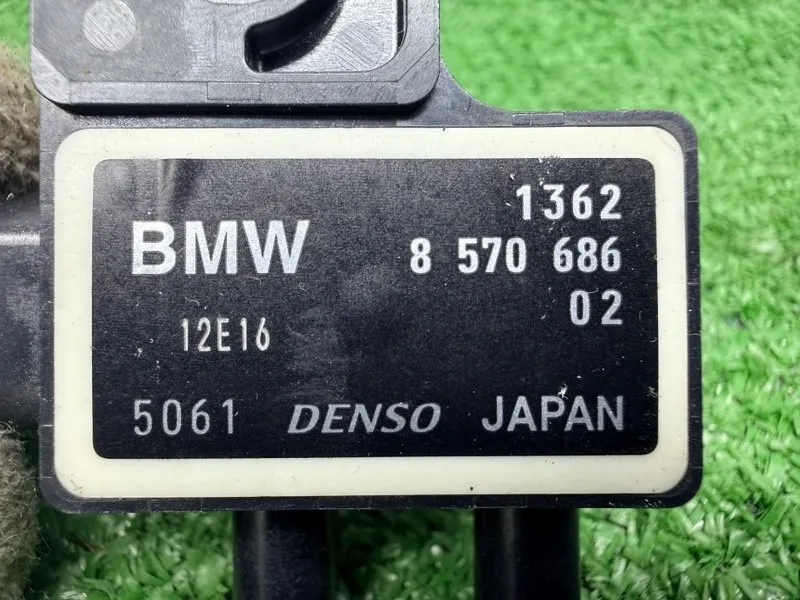 1362
BMW 8 570 686
02
12E16
5061 DENSO JAPAN